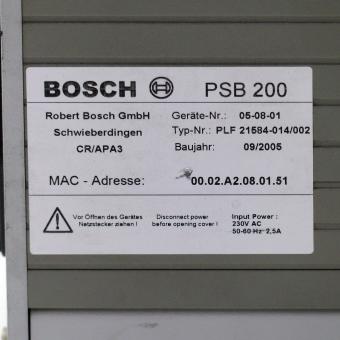 BOSCH PSB 200
Robert Bosch GmbH Geräte-Nr.: 05-08-01
Schwieberdingen Typ-Nr.: PLF 21584-014/002
CR/APA3 Baujahr: 09/2005
MAC - Adresse: 00.02.A2.08.01.51
Vor Öffnen des Gerätes Disconnect power Input Power :
Netzstecker ziehen ! before opening cover ! 230V AC
50-60 Hz 2,5A